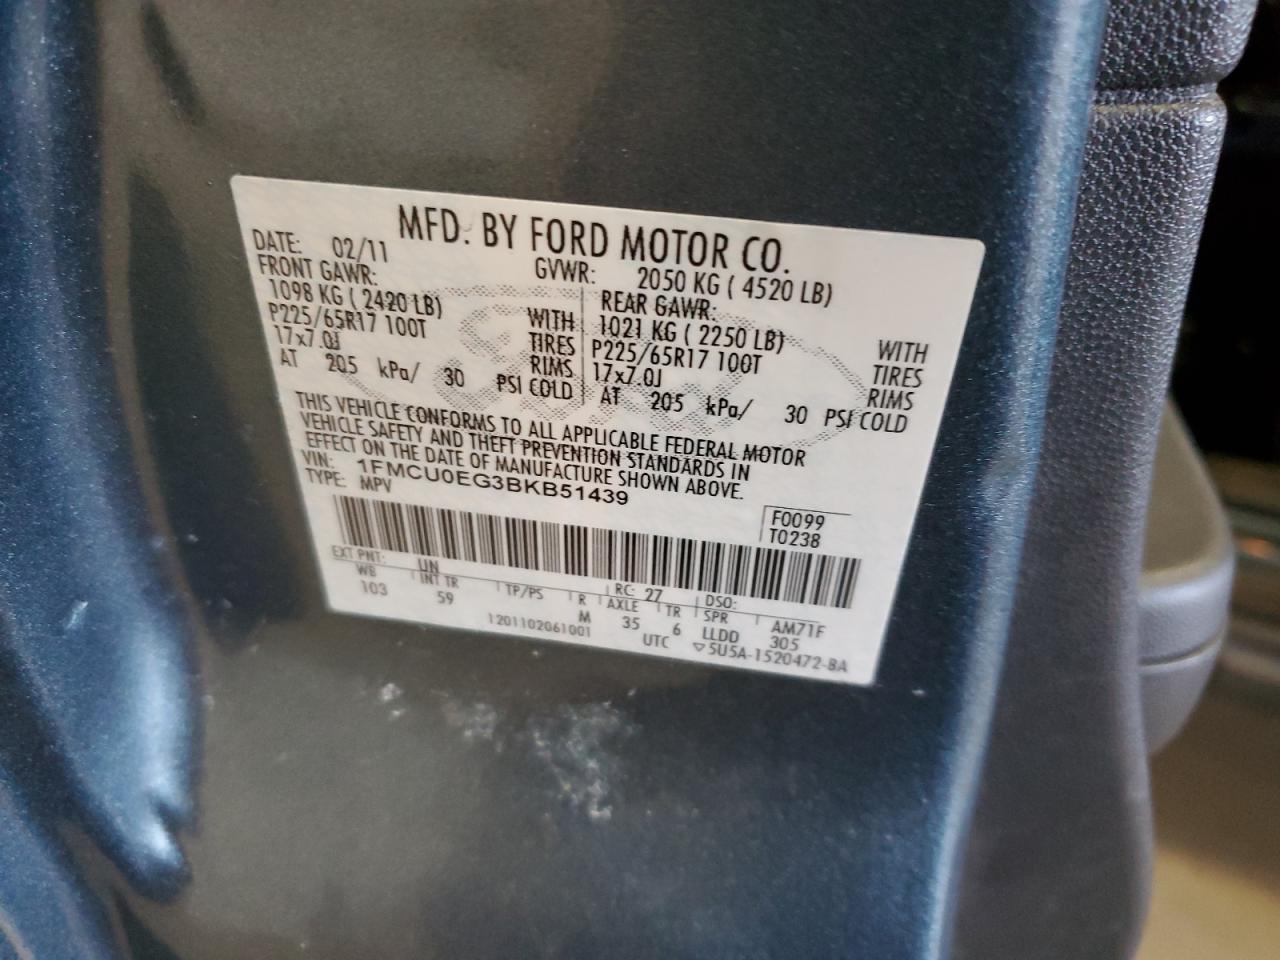 MFD. BY FORD MOTOR CO.
DATE: 02/11 GVWR: 2050 KG ( 4520 LB)
FRONT GAWR: REAR GAWR:
1098 KG ( 2420 LB) WITH 1021 KG ( 2250 LB) WITH
P225/65R17 100T TIRES P225/65R17 100T TIRES
17x7.0J RIMS 17x7.0J RIMS
AT 205 kPa/ 30 PSI COLD AT 205 kPa/ 30 PSI COLD
THIS VEHICLE CONFORMS TO ALL APPLICABLE FEDERAL MOTOR
VEHICLE SAFETY AND THEFT PREVENTION STANDARDS IN
EFFECT ON THE DATE OF MANUFACTURE SHOWN ABOVE.
VIN: 1FMCU0EG3BKB51439
TYPE: MPV
F0099
T0238
EXT PNT: UN RC: 27 DSO:
WB INT TR TP/PS R AXLE TR SPR AM71F
103 59 M 35 6 LLDD 305
1201102061001 UTC ▽5U5A-1520472-BA